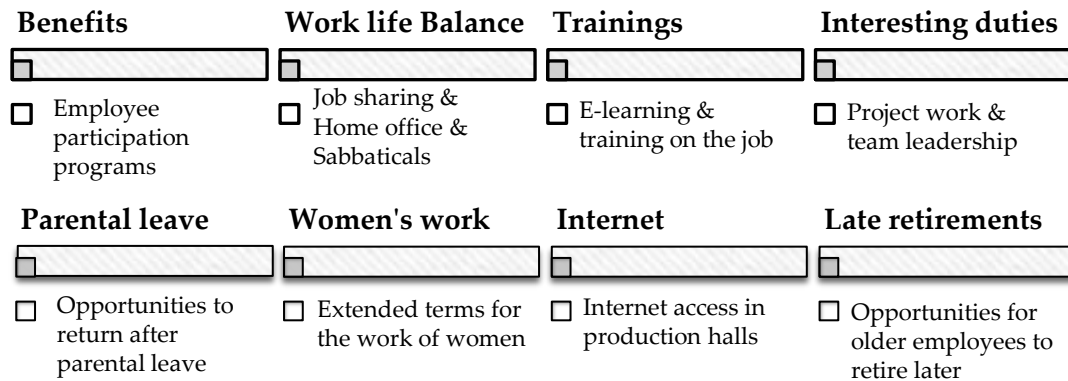 Benefits
Work life Balance
Trainings
Interesting duties
Employee
participation
programs
Job sharing &
Home office &
Sabbaticals
E-learning &
training on the job
Project work &
team leadership
Parental leave
Women's work
Internet
Late retirements
Opportunities to
return after
parental leave
Extended terms for
the work of women
Internet access in
production halls
Opportunities for
older employees to
retire later